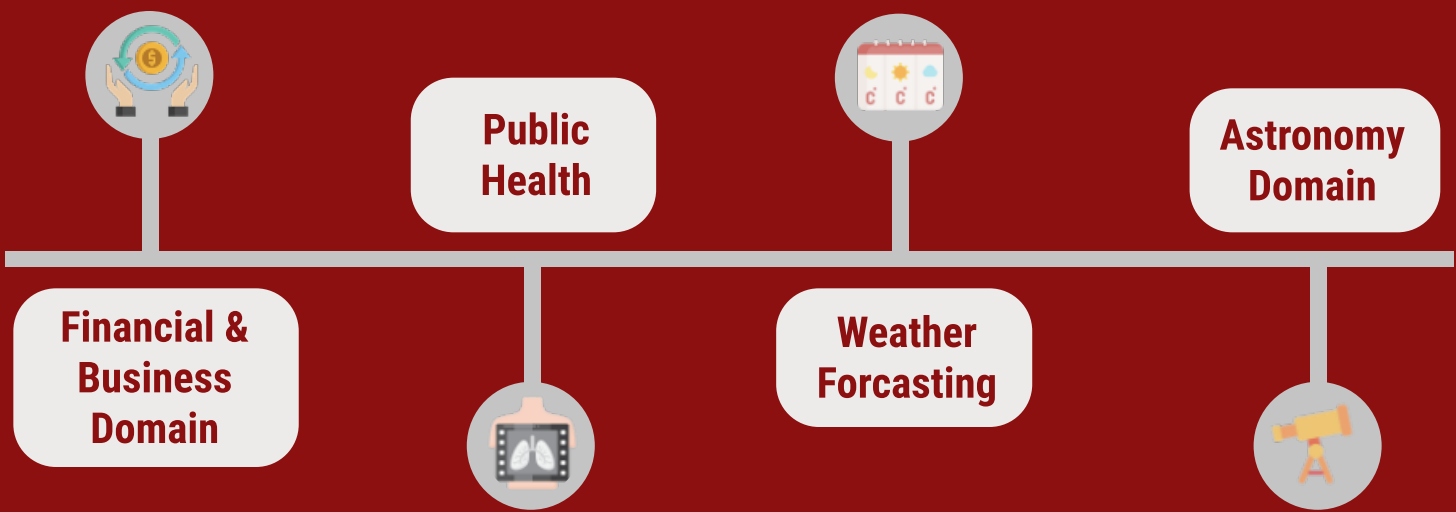 Financial &
Business
Domain
Public
Health
Weather
Forcasting
Astronomy
Domain
$
C°
C°
C°